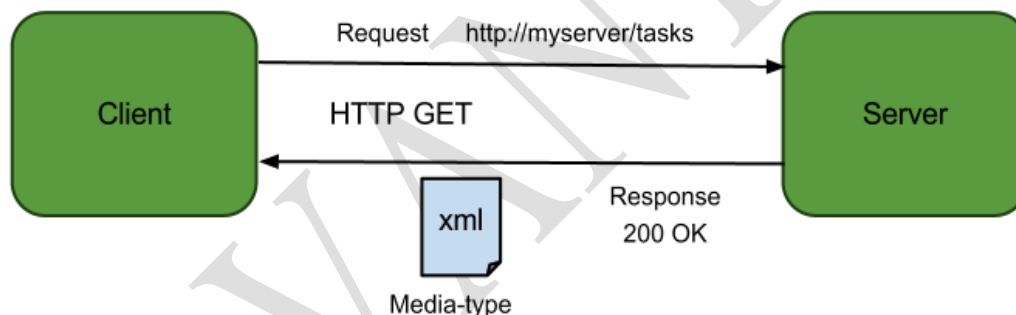 Request http://myserver/tasks
Client
HTTP GET
Server
Response
200 OK
xml
Media-type